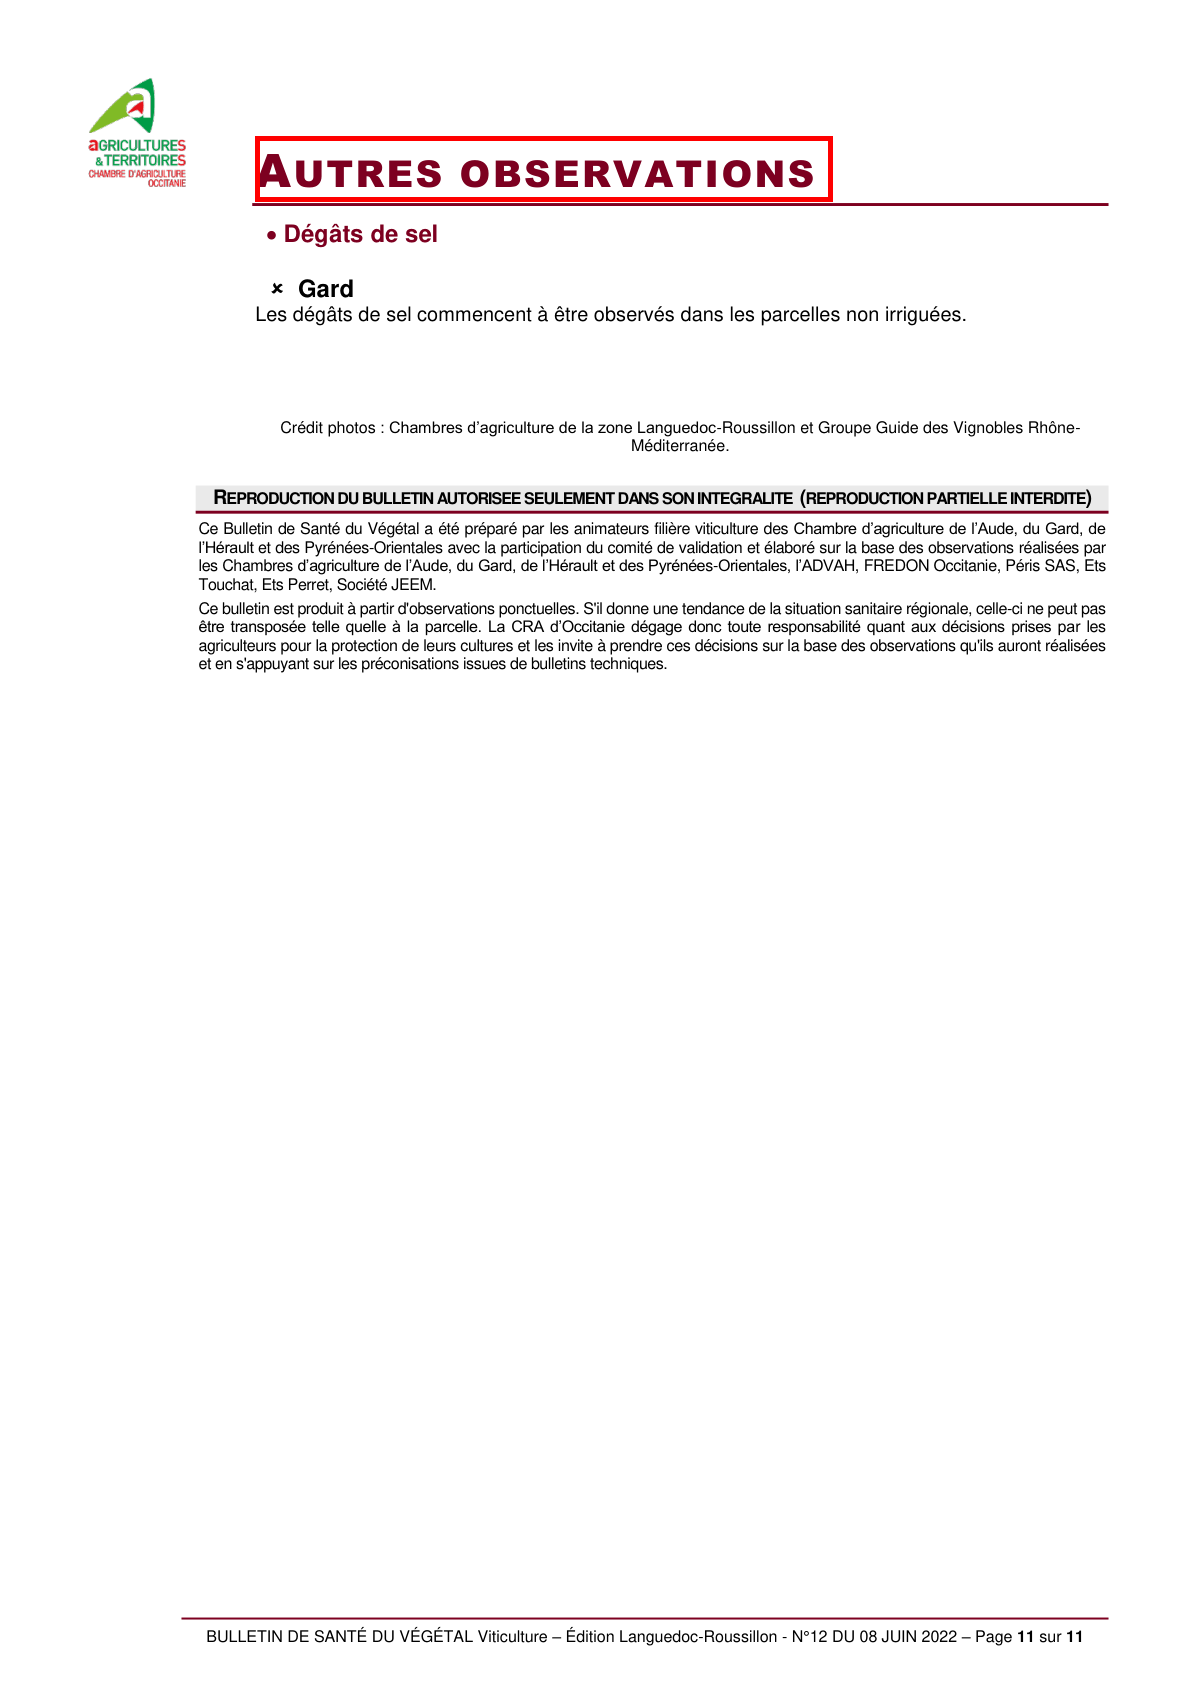 aGRICULTURES
& TERRITOIRES
CHAMBRE D'AGRICULTURE
OCCITANIE
AUTRES OBSERVATIONS
• Dégâts de sel
× Gard
Les dégâts de sel commencent à être observés dans les parcelles non irriguées.
Crédit photos : Chambres d’agriculture de la zone Languedoc-Roussillon et Groupe Guide des Vignobles Rhône-
Méditerranée.
REPRODUCTION DU BULLETIN AUTORISEE SEULEMENT DANS SON INTEGRALITE (REPRODUCTION PARTIELLE INTERDITE)
Ce Bulletin de Santé du Végétal a été préparé par les animateurs filière viticulture des Chambre d’agriculture de l’Aude, du Gard, de
l’Hérault et des Pyrénées-Orientales avec la participation du comité de validation et élaboré sur la base des observations réalisées par
les Chambres d’agriculture de l’Aude, du Gard, de l’Hérault et des Pyrénées-Orientales, l’ADVAH, FREDON Occitanie, Péris SAS, Ets
Touchat, Ets Perret, Société JEEM.
Ce bulletin est produit à partir d'observations ponctuelles. S'il donne une tendance de la situation sanitaire régionale, celle-ci ne peut pas
être transposée telle quelle à la parcelle. La CRA d’Occitanie dégage donc toute responsabilité quant aux décisions prises par les
agriculteurs pour la protection de leurs cultures et les invite à prendre ces décisions sur la base des observations qu'ils auront réalisées
et en s'appuyant sur les préconisations issues de bulletins techniques.
BULLETIN DE SANTÉ DU VÉGÉTAL Viticulture – Édition Languedoc-Roussillon - N°12 DU 08 JUIN 2022 – Page 11 sur 11